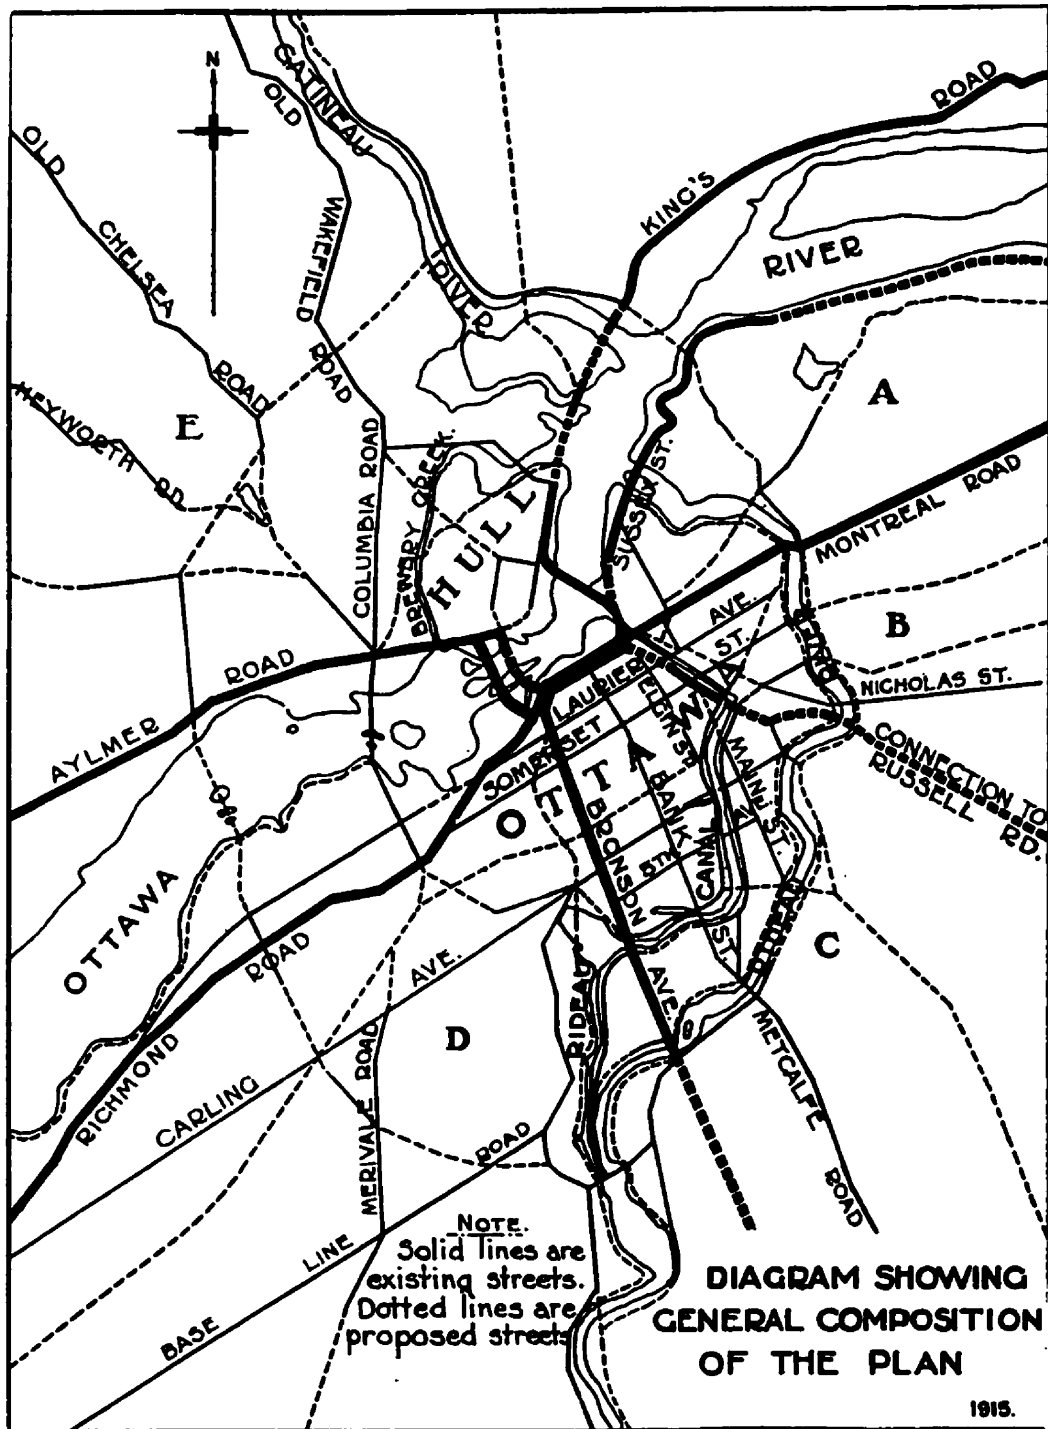 N
GATINEAU
RIVER
OLD
WAKEFIELD
ROAD
OLD
CHELSEA
ROAD
KING'S
ROAD
RIVER
HEYWORTH RD.
E
A
COLUMBIA ROAD
BREWERY CREEK.
HULL
SUSSEX ST.
MONTREAL ROAD
B
AYLMER
ROAD
LAURIER
AVE.
SOMERSET
ST.
ELGIN ST.
NICHOLAS ST.
CONNECTION TO
RUSSELL RD.
OTTAWA
MAIN ST.
BANK
ST.
5TH
BRONSON
AVE.
CANAL
RIDEAU
C
OTTAWA
RICHMOND
ROAD
CARLING
AVE.
D
MERIVALE ROAD
RIDEAU
METCALFE
ROAD
BASE
LINE
ROAD
NOTE.
Solid lines are
existing streets.
Dotted lines are
proposed streets
DIAGRAM SHOWING
GENERAL COMPOSITION
OF THE PLAN
1915.